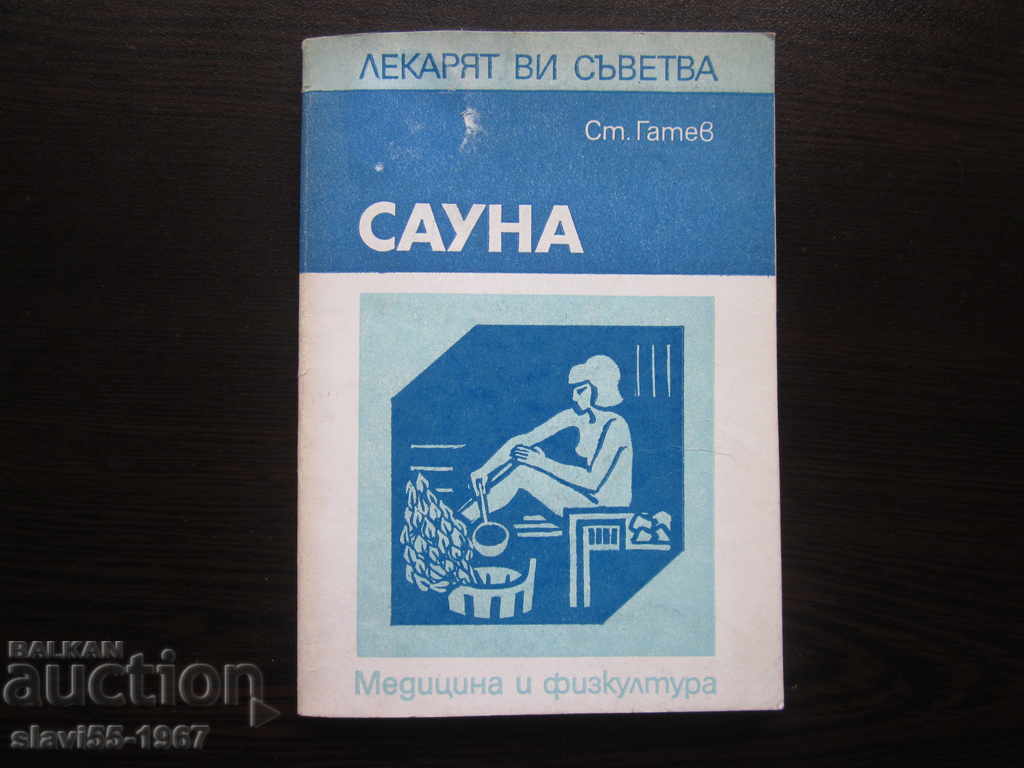 ЛЕКАРЯТ ВИ СЪВЕТВА
Ст. Гатев
САУНА
Медицина и физкултура
BALKAN
auction
slavi55-1967